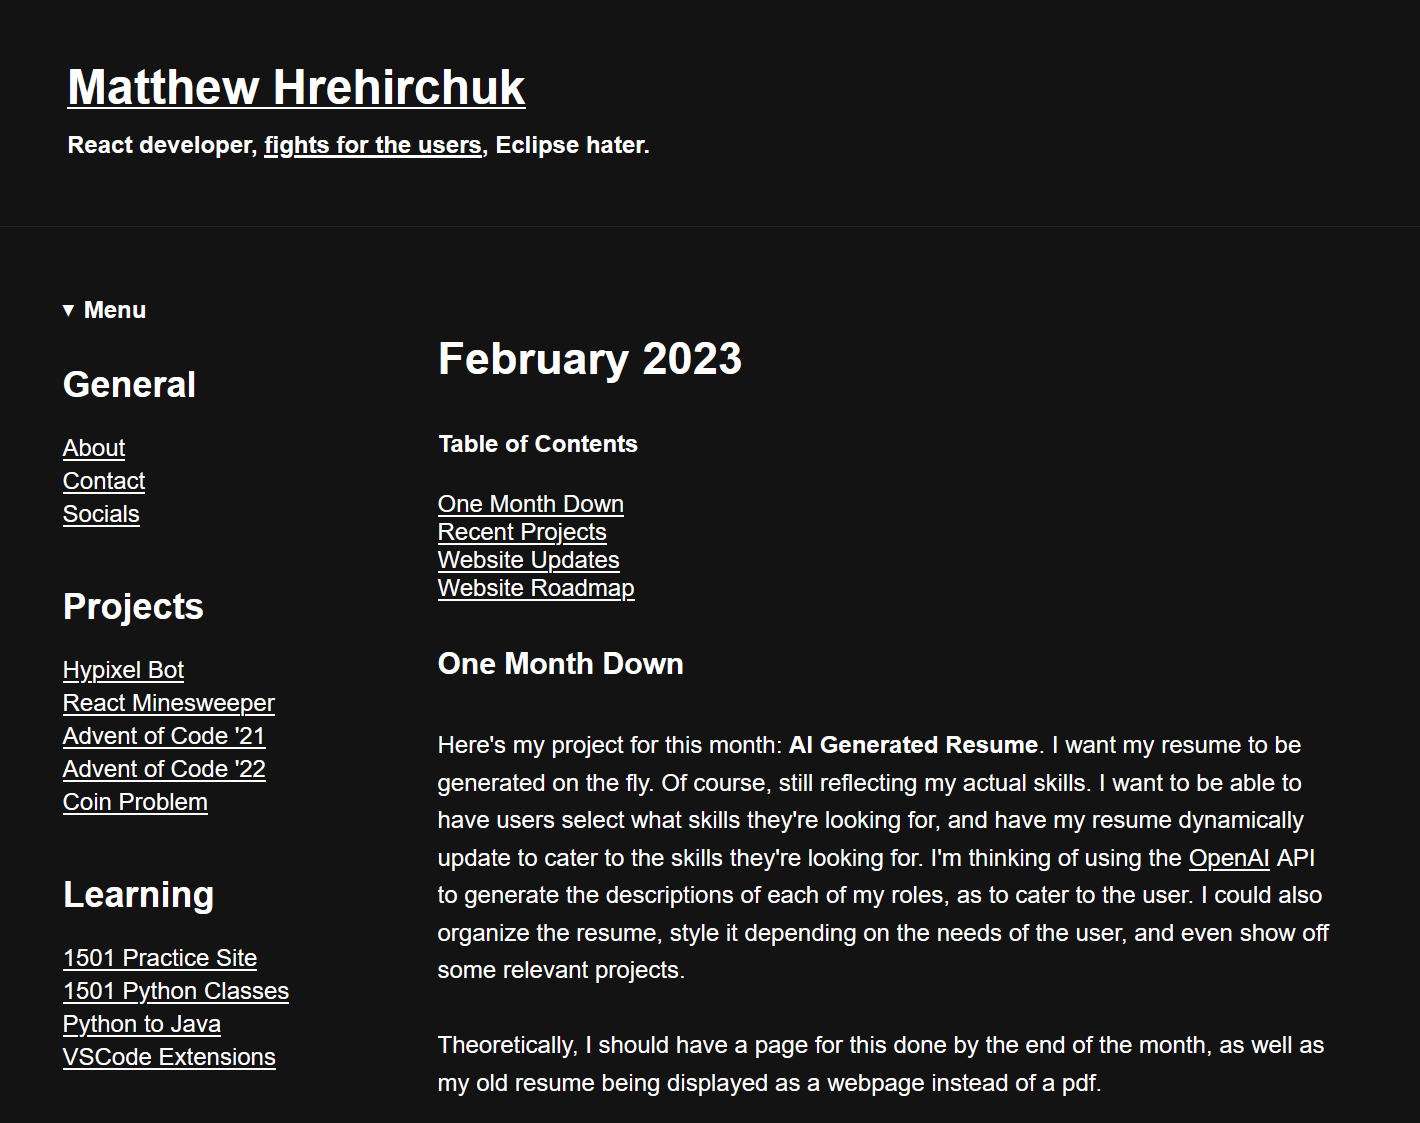 Matthew Hrehirchuk
React developer, fights for the users, Eclipse hater.
▼ Menu
General
About
Contact
Socials
Projects
Hypixel Bot
React Minesweeper
Advent of Code '21
Advent of Code '22
Coin Problem
Learning
1501 Practice Site
1501 Python Classes
Python to Java
VSCode Extensions
February 2023
Table of Contents
One Month Down
Recent Projects
Website Updates
Website Roadmap
One Month Down
Here's my project for this month: AI Generated Resume. I want my resume to be
generated on the fly. Of course, still reflecting my actual skills. I want to be able to
have users select what skills they're looking for, and have my resume dynamically
update to cater to the skills they're looking for. I'm thinking of using the OpenAI API
to generate the descriptions of each of my roles, as to cater to the user. I could also
organize the resume, style it depending on the needs of the user, and even show off
some relevant projects.
Theoretically, I should have a page for this done by the end of the month, as well as
my old resume being displayed as a webpage instead of a pdf.